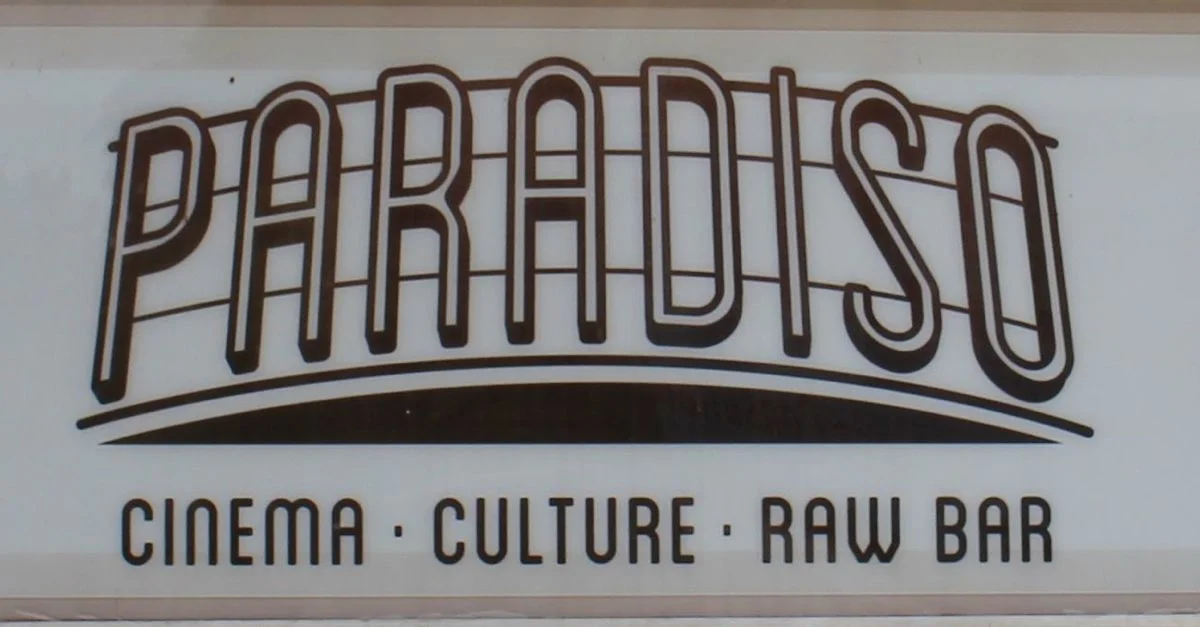 PARADISO
CINEMA · CULTURE · RAW BAR